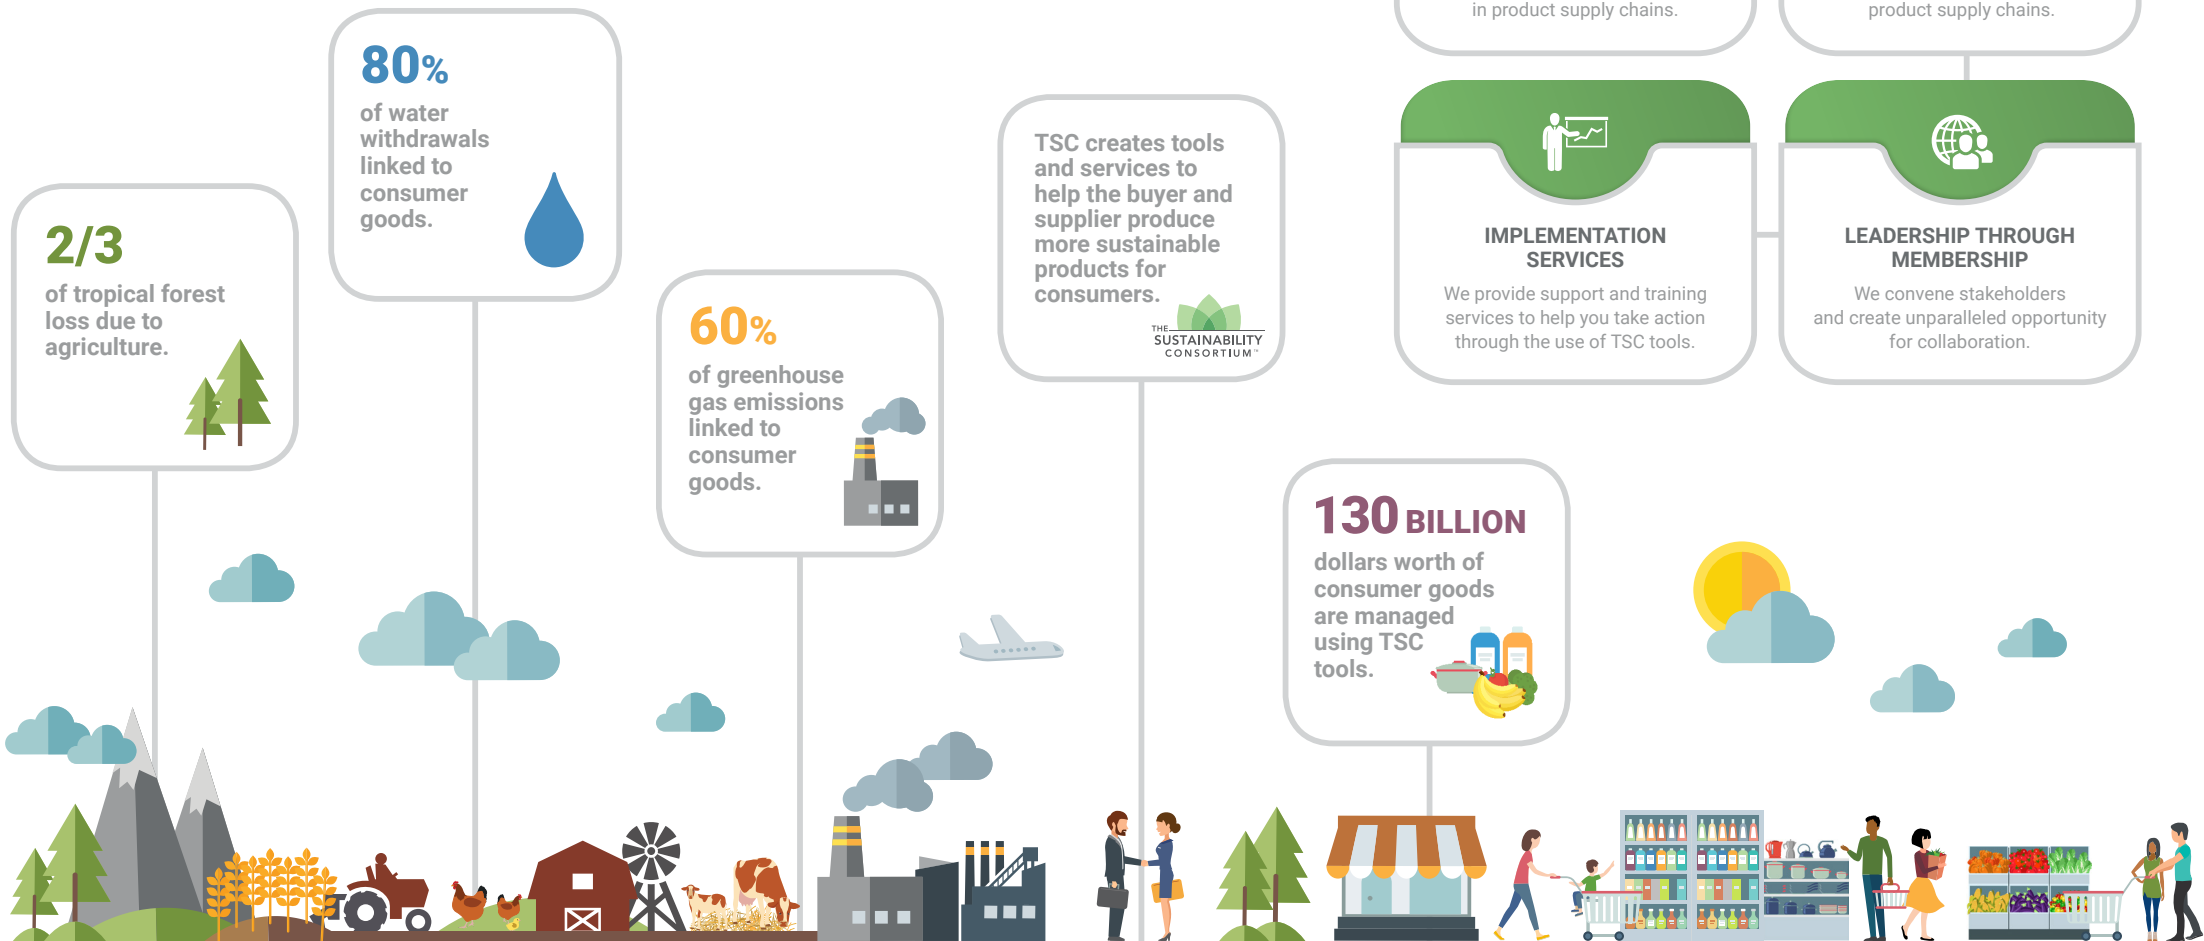 in product supply chains.
product supply chains.
80%
of water
withdrawals
linked to
consumer
goods.
2/3
of tropical forest
loss due to
agriculture.
60%
of greenhouse
gas emissions
linked to
consumer
goods.
TSC creates tools
and services to
help the buyer and
supplier produce
more sustainable
products for
consumers.
THE
SUSTAINABILITY
CONSORTIUM™
IMPLEMENTATION
SERVICES
We provide support and training
services to help you take action
through the use of TSC tools.
LEADERSHIP THROUGH
MEMBERSHIP
We convene stakeholders
and create unparalleled opportunity
for collaboration.
130 BILLION
dollars worth of
consumer goods
are managed
using TSC
tools.